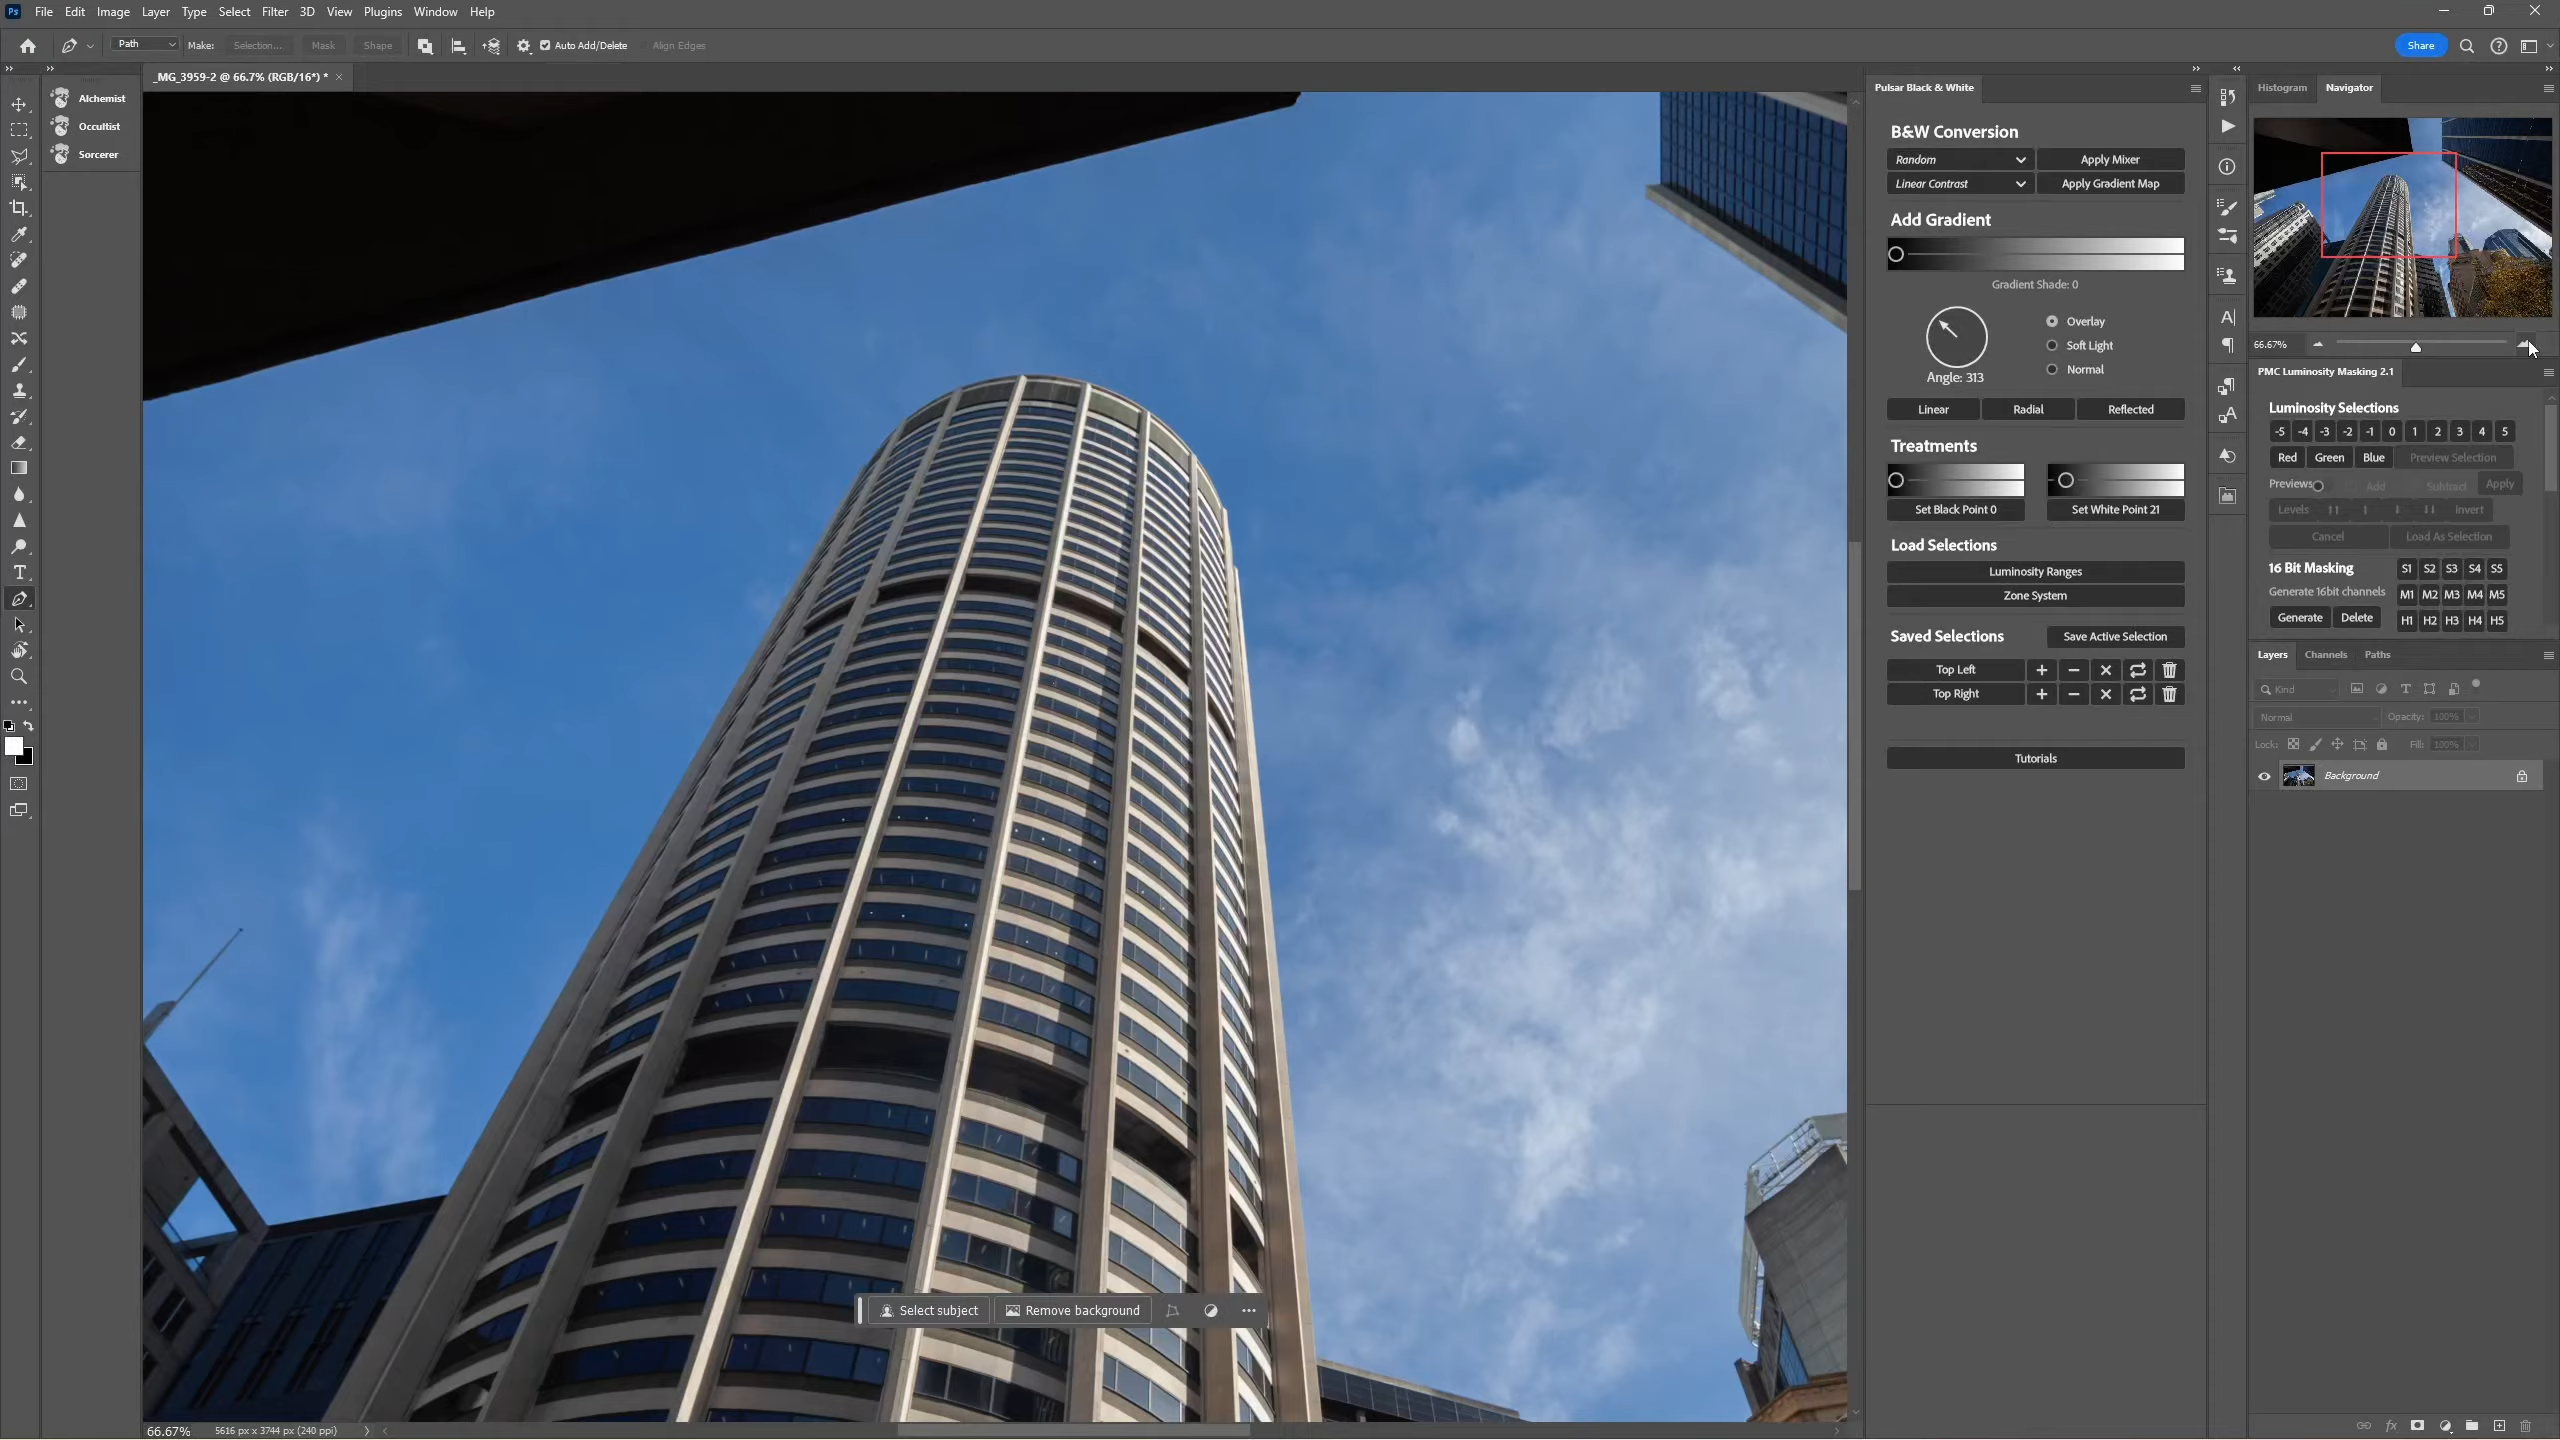 Ps File Edit Image Layer Type Select Filter 3D View Plugins Window Help
Path Make: Selection... Mask Shape Auto Add/Delete Align Edges Share
_MG_3959-2 @ 66.7% (RGB/16*) *
Alchemist
Occultist
Sorcerer
Pulsar Black & White
B&W Conversion
Random Apply Mixer
Linear Contrast Apply Gradient Map
Add Gradient
Gradient Shade: 0
Overlay
Soft Light
Normal
Angle: 313
Linear Radial Reflected
Treatments
Set Black Point 0 Set White Point 21
Load Selections
Luminosity Ranges
Zone System
Saved Selections Save Active Selection
Top Left
Top Right
Tutorials
Histogram Navigator
66.67%
PMC Luminosity Masking 2.1
Luminosity Selections
-5 -4 -3 -2 -1 0 1 2 3 4 5
Red Green Blue Preview Selection
Previews Add Subtract Apply
Levels Invert
Cancel Load As Selection
16 Bit Masking S1 S2 S3 S4 S5
Generate 16bit channels M1 M2 M3 M4 M5
Generate Delete H1 H2 H3 H4 H5
Layers Channels Paths
Kind
Normal Opacity: 100%
Lock: Fill: 100%
Background
Select subject Remove background
66.67% 5616 px x 3744 px (240 ppi)